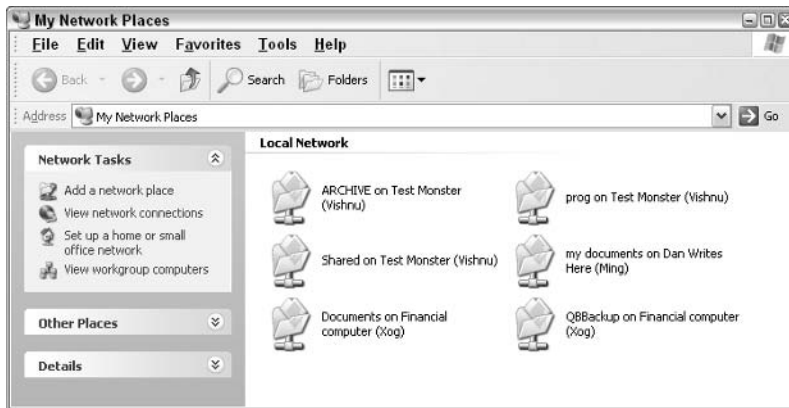 My Network Places
File Edit View Favorites Tools Help
Back Search Folders
Address My Network Places Go
Network Tasks
Add a network place
View network connections
Set up a home or small
office network
View workgroup computers
Other Places
Details
Local Network
ARCHIVE on Test Monster
(Vishnu)
prog on Test Monster (Vishnu)
Shared on Test Monster (Vishnu)
my documents on Dan Writes
Here (Ming)
Documents on Financial
computer (Xog)
QBBackup on Financial computer
(Xog)